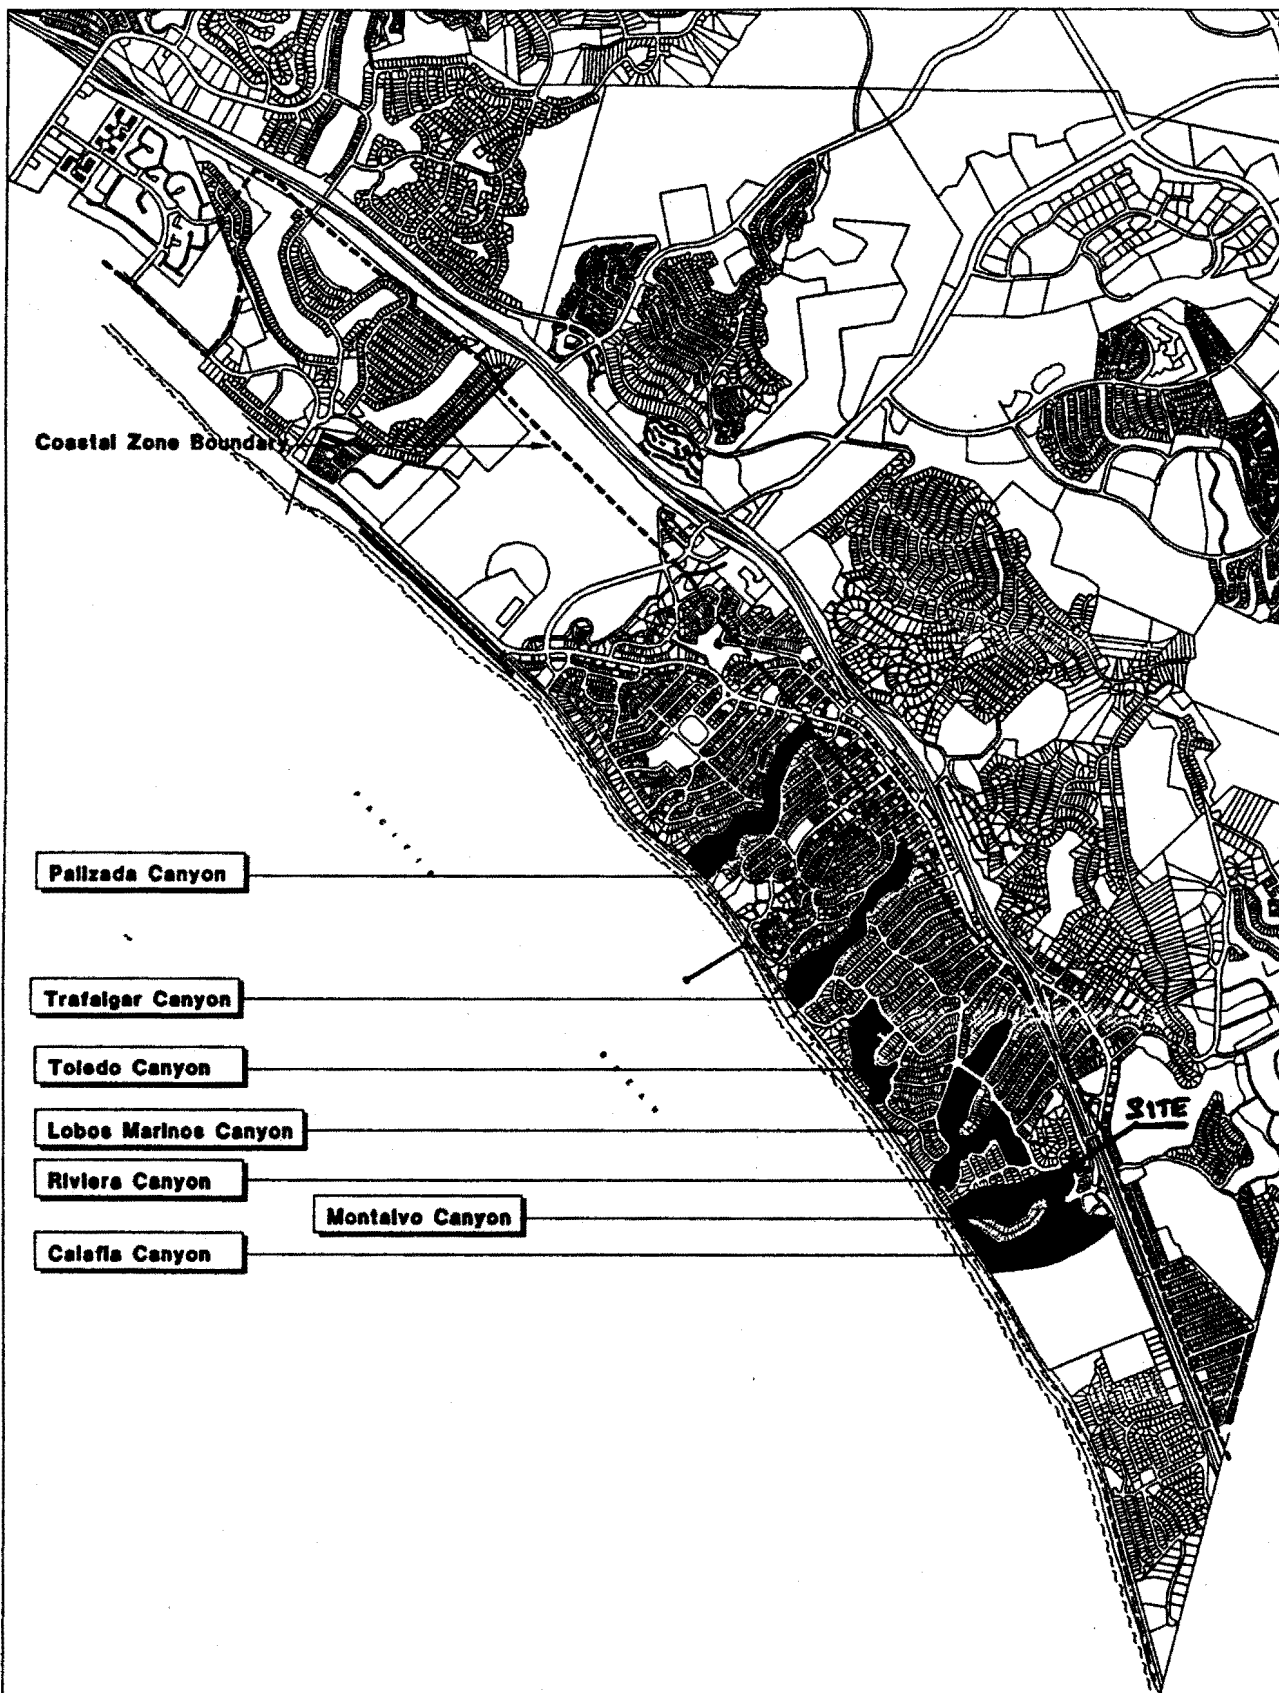 Coastal Zone Boundary
Palizada Canyon
Trafalgar Canyon
Toledo Canyon
SITE
Lobos Marinos Canyon
Riviera Canyon
Montalvo Canyon
Calafia Canyon